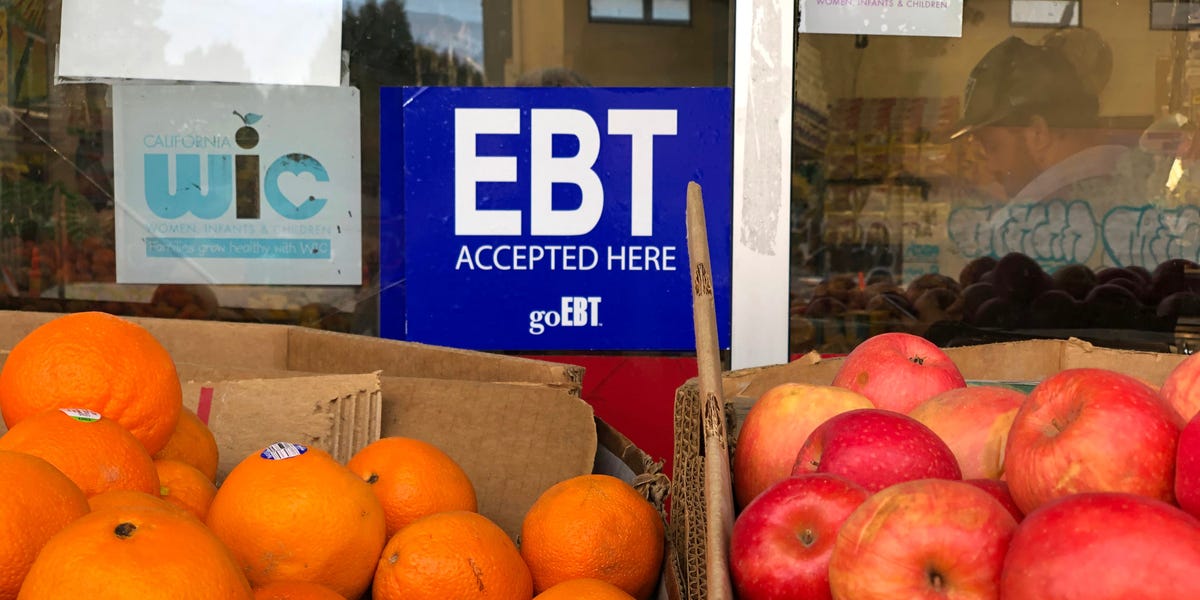 WOMEN, INFANTS & CHILDREN
CALIFORNIA
WiC
WOMEN, INFANTS & CHILDREN
Families grow healthy with WIC
EBT
ACCEPTED HERE
goEBT